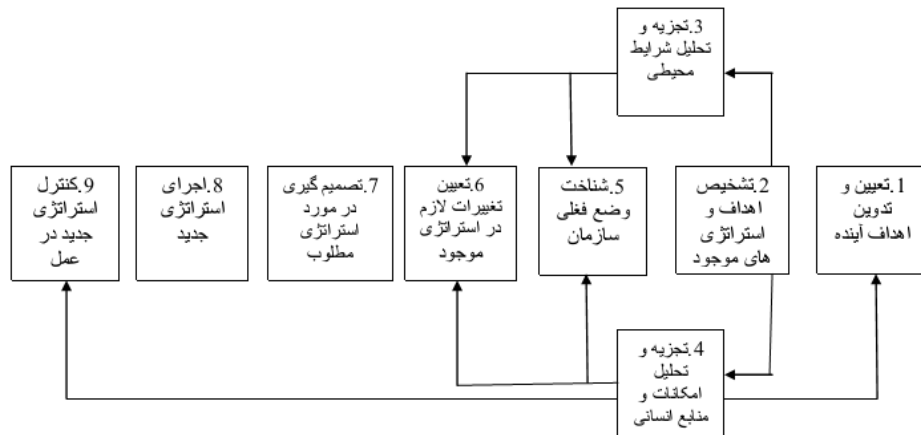 3.تجزیه و
تحلیل شرایط
محیطی
1.تعیین و
تدوین
اهداف آینده
2.تشخیص
اهداف و
استراتژی
های موجود
5.شناخت
وضع فغلی
سازمان
6.تعیین
تغییرات لازم
در استراتژی
موجود
7.تصمیم گیری
در مورد
استراتژی
مطلوب
8.اجرای
استراتژی
جدید
9.کنترل
استراتژی
جدید در
عمل
4.تجزیه و
تحلیل
امکانات و
منابع انسانی